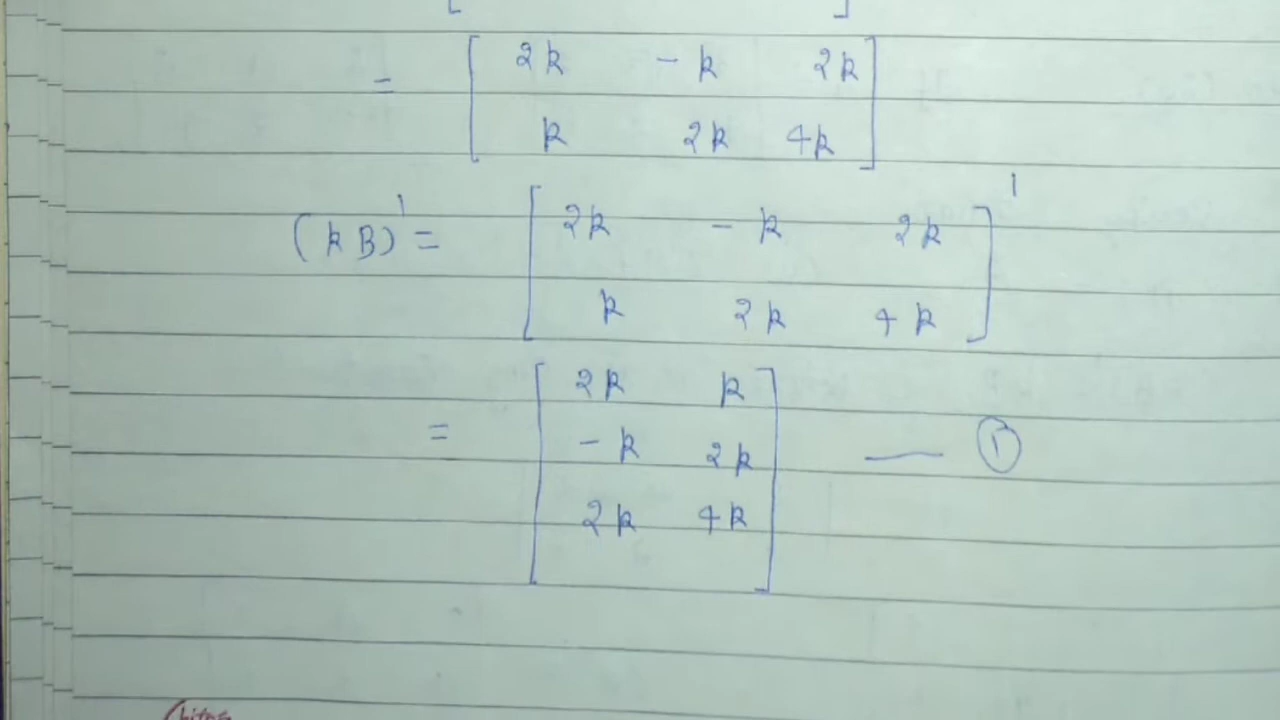 = [ 2k - k 2k
k 2k 4k ]
(kB)' = [ 2k - k 2k
k 2k 4k ]'
= [ 2k k
- k 2k —— ①
2k 4k ]